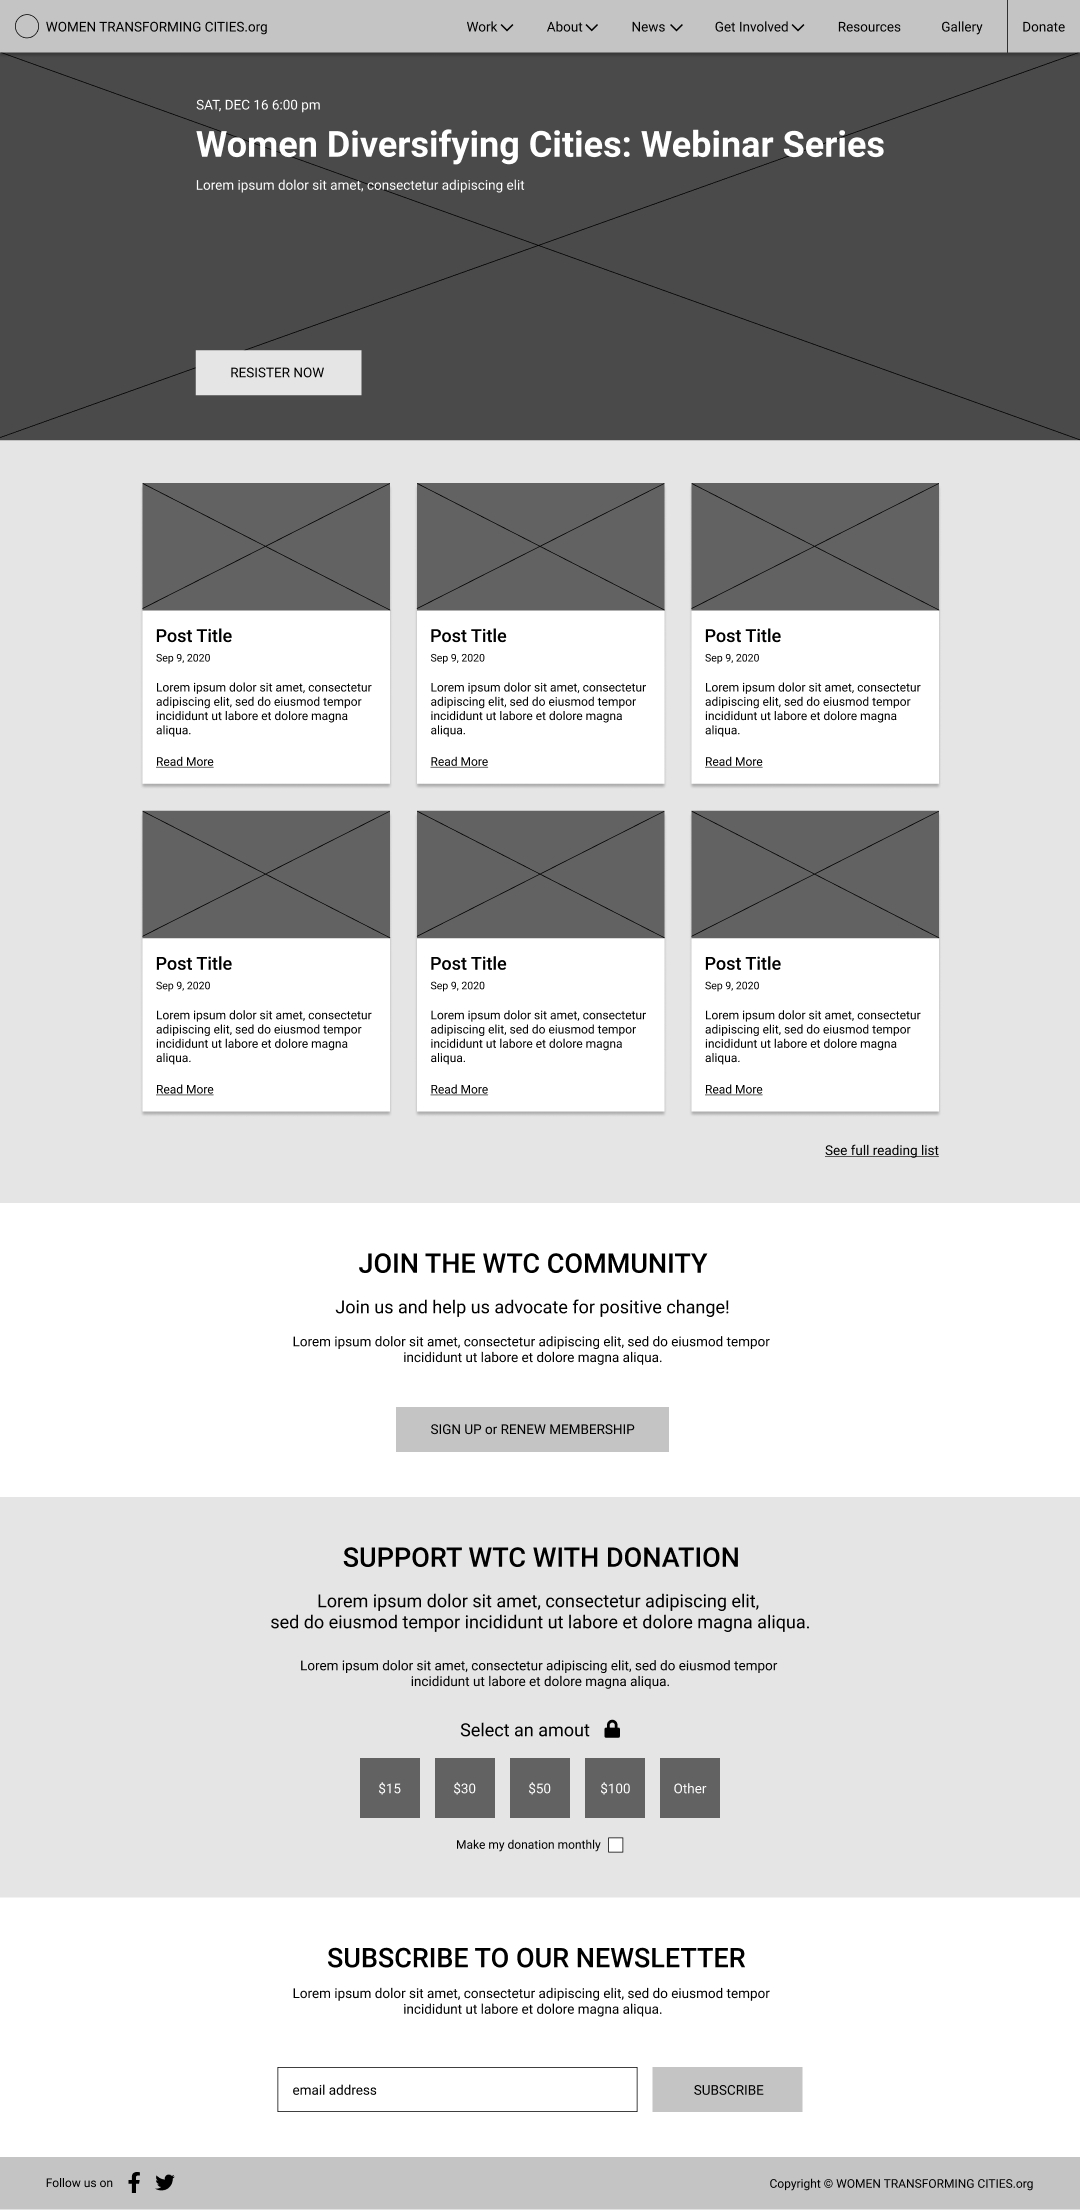 WOMEN TRANSFORMING CITIES.org Work About News Get Involved Resources Gallery Donate
SAT, DEC 16 6:00 pm
Women Diversifying Cities: Webinar Series
Lorem ipsum dolor sit amet, consectetur adipiscing elit
RESISTER NOW
Post Title
Sep 9, 2020
Lorem ipsum dolor sit amet, consectetur
adipiscing elit, sed do eiusmod tempor
incididunt ut labore et dolore magna
aliqua.
Read More
Post Title
Sep 9, 2020
Lorem ipsum dolor sit amet, consectetur
adipiscing elit, sed do eiusmod tempor
incididunt ut labore et dolore magna
aliqua.
Read More
Post Title
Sep 9, 2020
Lorem ipsum dolor sit amet, consectetur
adipiscing elit, sed do eiusmod tempor
incididunt ut labore et dolore magna
aliqua.
Read More
Post Title
Sep 9, 2020
Lorem ipsum dolor sit amet, consectetur
adipiscing elit, sed do eiusmod tempor
incididunt ut labore et dolore magna
aliqua.
Read More
Post Title
Sep 9, 2020
Lorem ipsum dolor sit amet, consectetur
adipiscing elit, sed do eiusmod tempor
incididunt ut labore et dolore magna
aliqua.
Read More
Post Title
Sep 9, 2020
Lorem ipsum dolor sit amet, consectetur
adipiscing elit, sed do eiusmod tempor
incididunt ut labore et dolore magna
aliqua.
Read More
See full reading list
JOIN THE WTC COMMUNITY
Join us and help us advocate for positive change!
Lorem ipsum dolor sit amet, consectetur adipiscing elit, sed do eiusmod tempor
incididunt ut labore et dolore magna aliqua.
SIGN UP or RENEW MEMBERSHIP
SUPPORT WTC WITH DONATION
Lorem ipsum dolor sit amet, consectetur adipiscing elit,
sed do eiusmod tempor incididunt ut labore et dolore magna aliqua.
Lorem ipsum dolor sit amet, consectetur adipiscing elit, sed do eiusmod tempor
incididunt ut labore et dolore magna aliqua.
Select an amout
$15 $30 $50 $100 Other
Make my donation monthly
SUBSCRIBE TO OUR NEWSLETTER
Lorem ipsum dolor sit amet, consectetur adipiscing elit, sed do eiusmod tempor
incididunt ut labore et dolore magna aliqua.
email address SUBSCRIBE
Follow us on Copyright © WOMEN TRANSFORMING CITIES.org